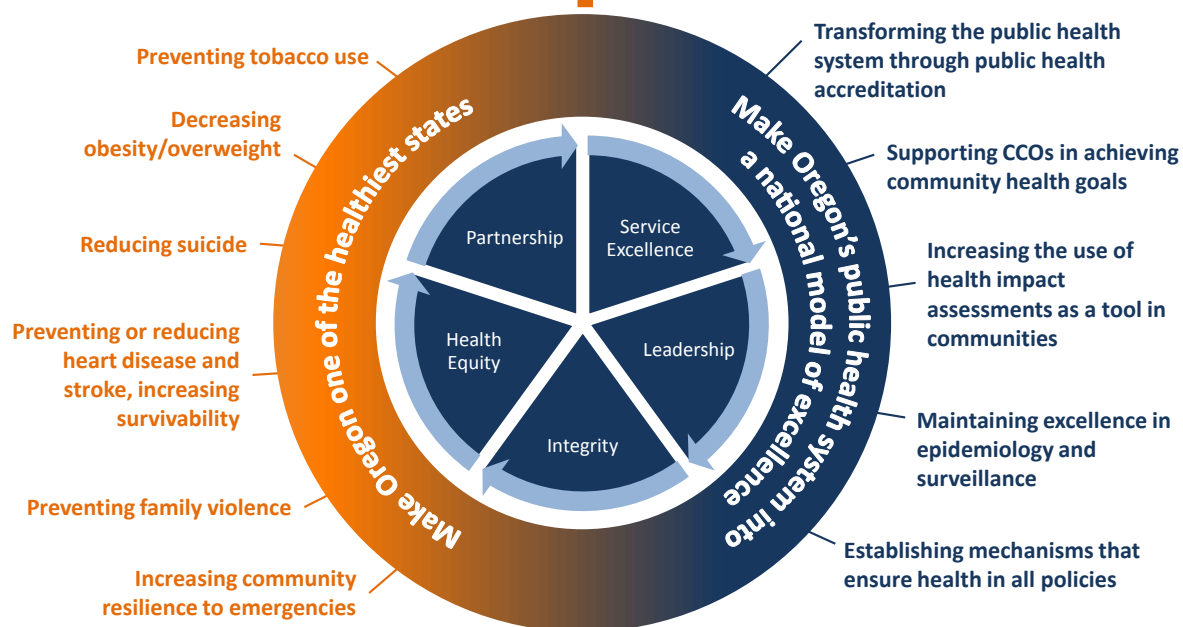 Preventing tobacco use
Decreasing
obesity/overweight
Reducing suicide
Preventing or reducing
heart disease and
stroke, increasing
survivability
Preventing family violence
Increasing community
resilience to emergencies
Make Oregon one of the healthiest states
Partnership
Service
Excellence
Health
Equity
Leadership
Integrity
Make Oregon's public health system into
a national model of excellence
Transforming the public health
system through public health
accreditation
Supporting CCOs in achieving
community health goals
Increasing the use of
health impact
assessments as a tool in
communities
Maintaining excellence in
epidemiology and
surveillance
Establishing mechanisms that
ensure health in all policies